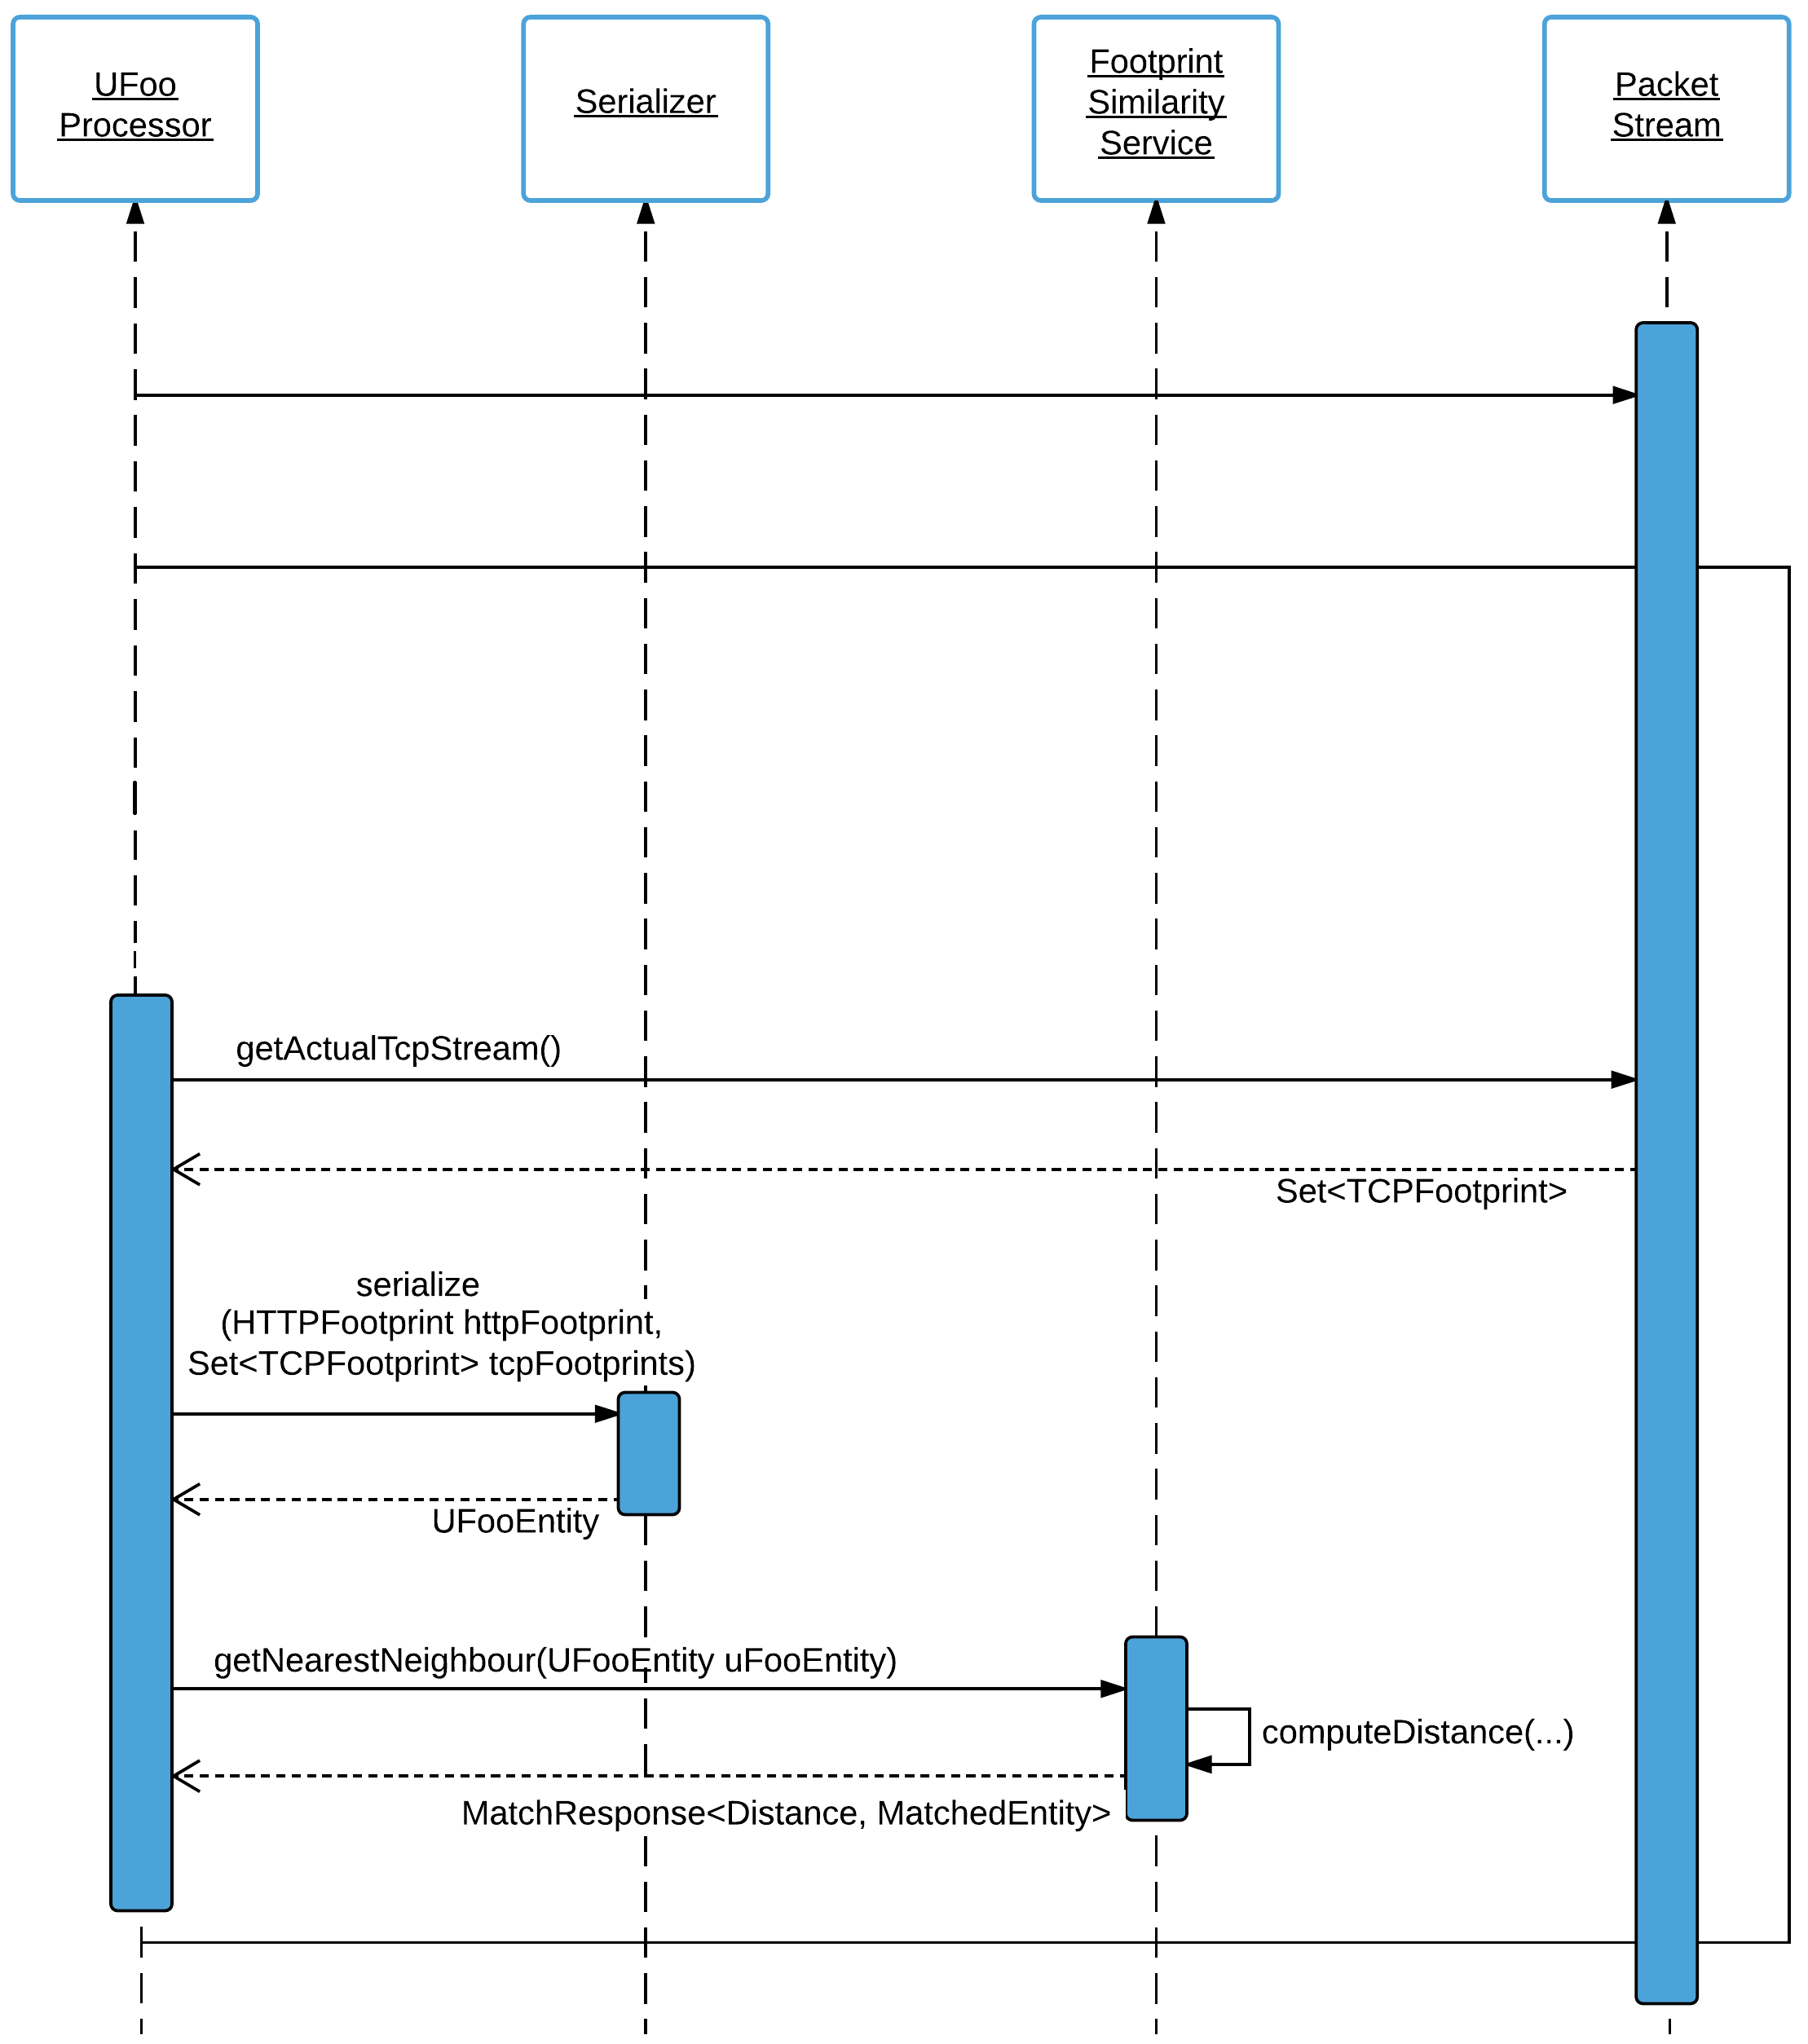 UFoo
Processor
Serializer
Footprint
Similarity
Service
Packet
Stream
getActualTcpStream()
Set<TCPFootprint>
serialize
(HTTPFootprint httpFootprint,
Set<TCPFootprint> tcpFootprints)
UFooEntity
getNearestNeighbour(UFooEntity uFooEntity)
computeDistance(...)
MatchResponse<Distance, MatchedEntity>